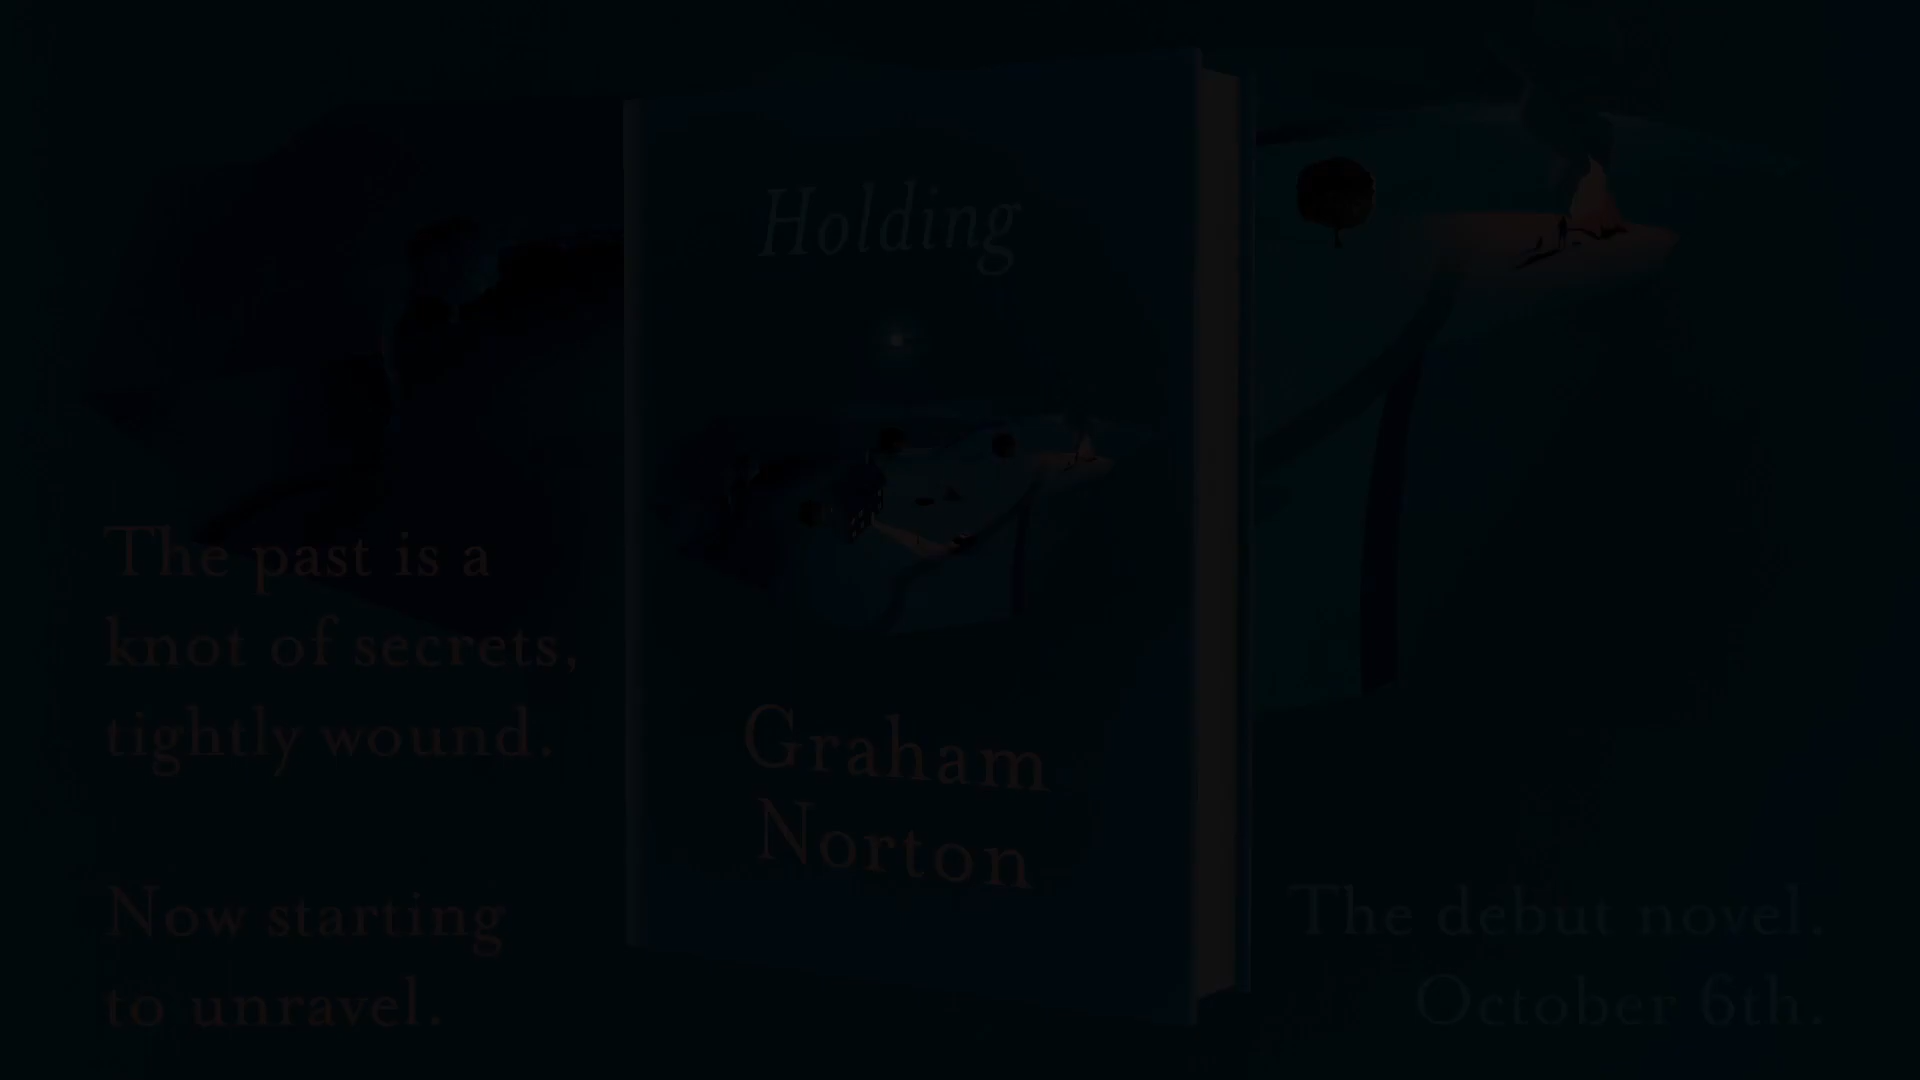 Holding
Graham
Norton
The past is a
knot of secrets,
tightly wound.
Now starting
to unravel.
The debut novel.
October 6th.